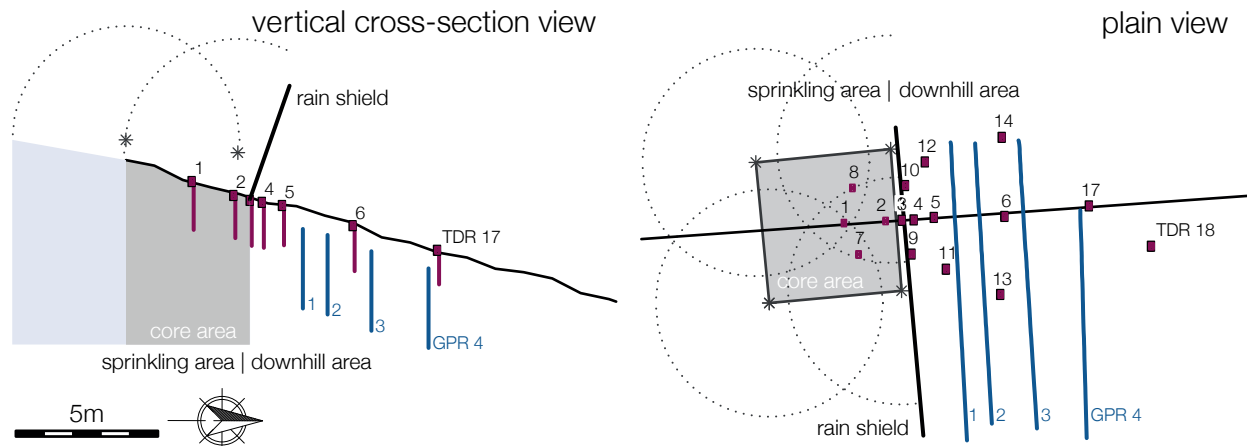 vertical cross-section view
rain shield
1
2
4
5
6
TDR 17
1
2
3
GPR 4
core area
sprinkling area | downhill area
5m
plain view
sprinkling area | downhill area
14
12
8
10
17
1
2
3
4
5
6
TDR 18
7
9
11
13
core area
1
2
3
GPR 4
rain shield